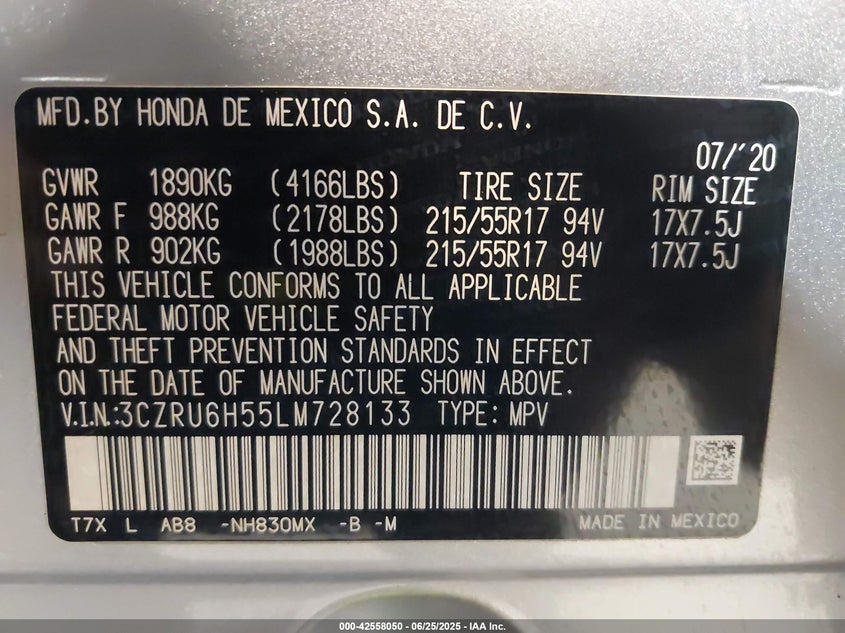 MFD.BY HONDA DE MEXICO S.A. DE C.V.
07/'20
GVWR 1890KG (4166LBS) TIRE SIZE RIM SIZE
GAWR F 988KG (2178LBS) 215/55R17 94V 17X7.5J
GAWR R 902KG (1988LBS) 215/55R17 94V 17X7.5J
THIS VEHICLE CONFORMS TO ALL APPLICABLE
FEDERAL MOTOR VEHICLE SAFETY
AND THEFT PREVENTION STANDARDS IN EFFECT
ON THE DATE OF MANUFACTURE SHOWN ABOVE.
V.I.N.:3CZRU6H55LM728133 TYPE: MPV
T7X L AB8 -NH830MX -B -M MADE IN MEXICO
000-42558050 | 06/25/2025 - IAA Inc.